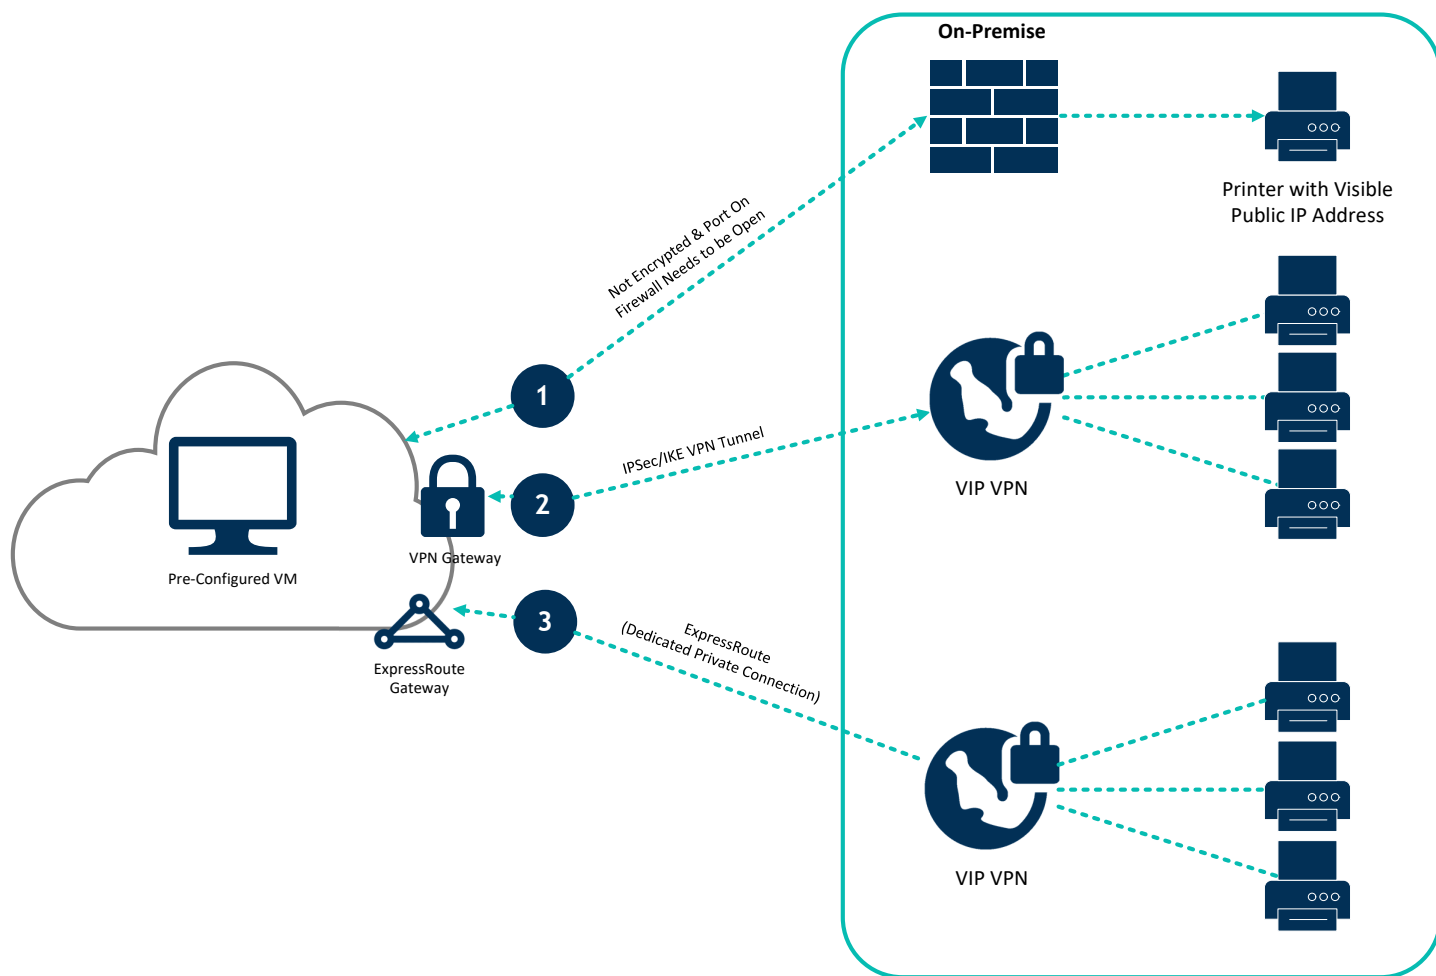 On-Premise
Printer with Visible
Public IP Address
Not Encrypted & Port On
Firewall Needs to be Open
1
IPSec/IKE VPN Tunnel
2
VIP VPN
VPN Gateway
Pre-Configured VM
3
ExpressRoute
(Dedicated Private Connection)
ExpressRoute
Gateway
VIP VPN